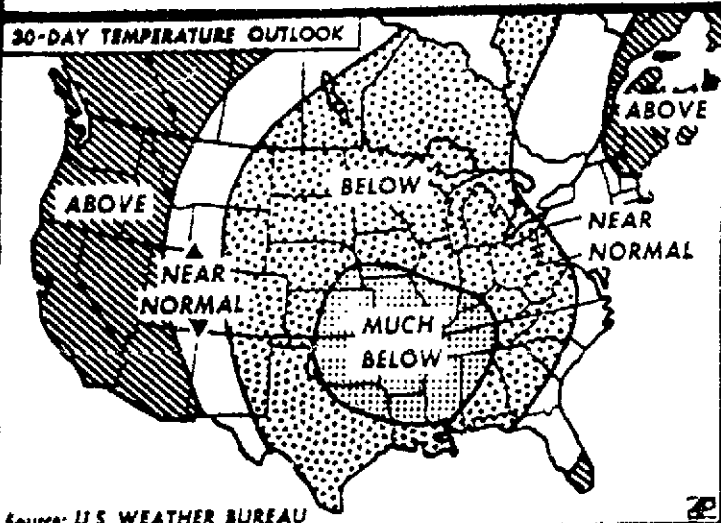 30-DAY TEMPERATURE OUTLOOK
ABOVE
BELOW
ABOVE
NEAR
NORMAL
NEAR
NORMAL
MUCH
BELOW
Source: U.S. WEATHER BUREAU